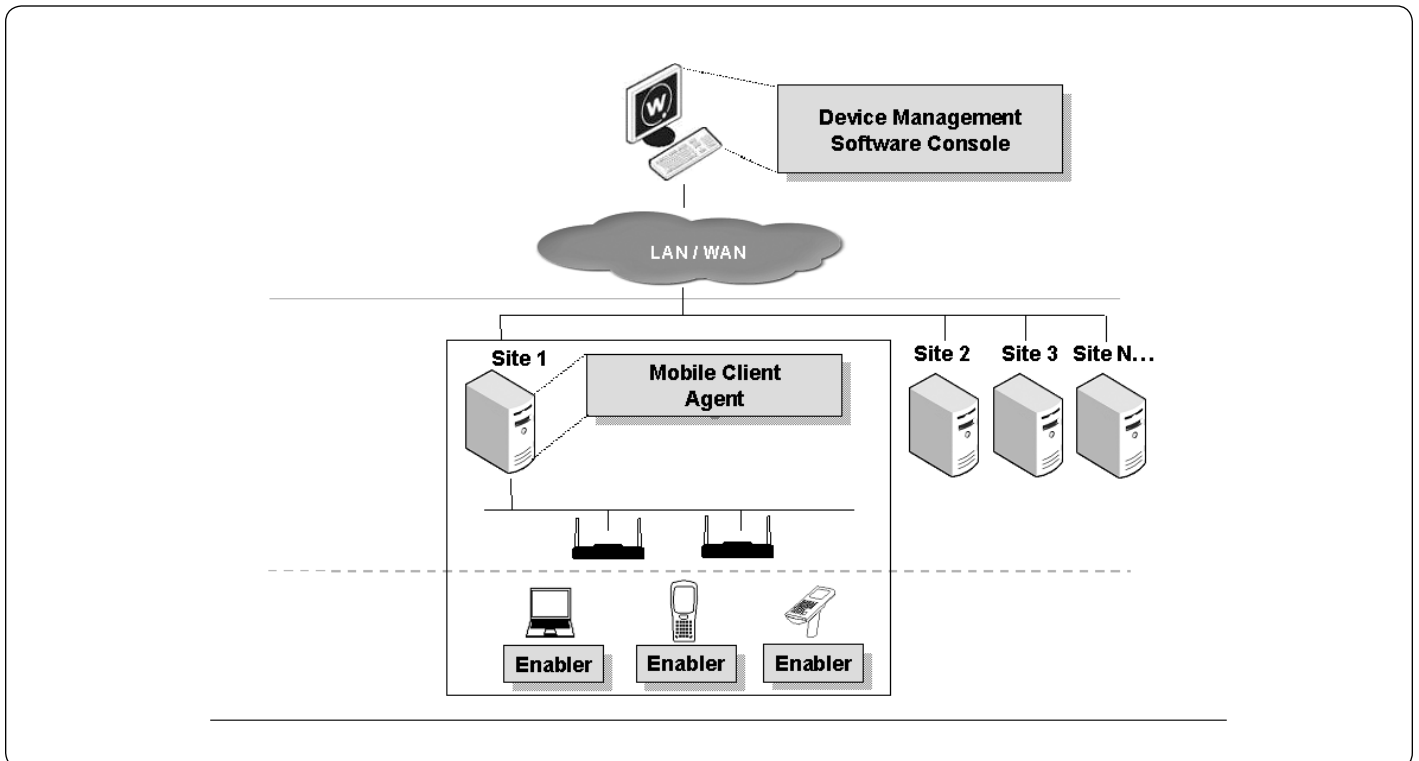 W
Device Management
Software Console
LAN / WAN
Site 1
Mobile Client
Agent
Site 2
Site 3
Site N...
Enabler
Enabler
Enabler